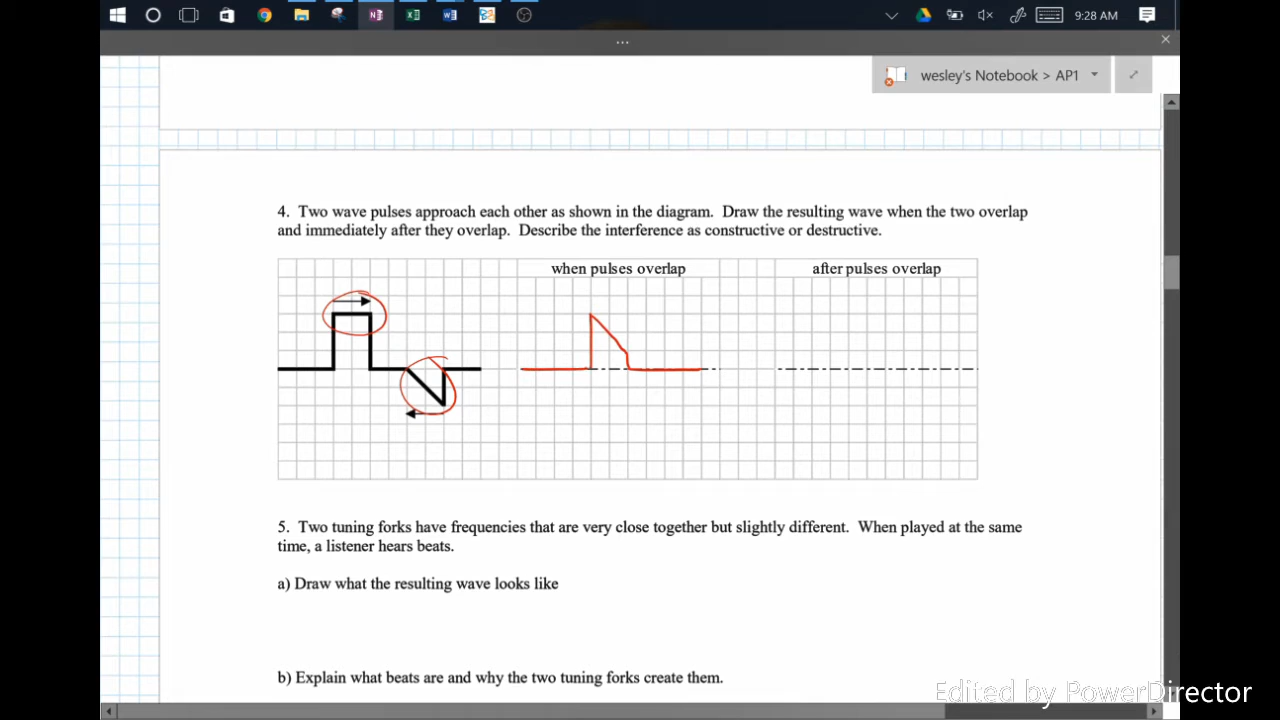 9:28 AM
wesley's Notebook > AP1
4.  Two wave pulses approach each other as shown in the diagram.  Draw the resulting wave when the two overlap
and immediately after they overlap.  Describe the interference as constructive or destructive.
when pulses overlap
after pulses overlap
5.  Two tuning forks have frequencies that are very close together but slightly different.  When played at the same
time, a listener hears beats.
a) Draw what the resulting wave looks like
b) Explain what beats are and why the two tuning forks create them.
Edited by PowerDirector